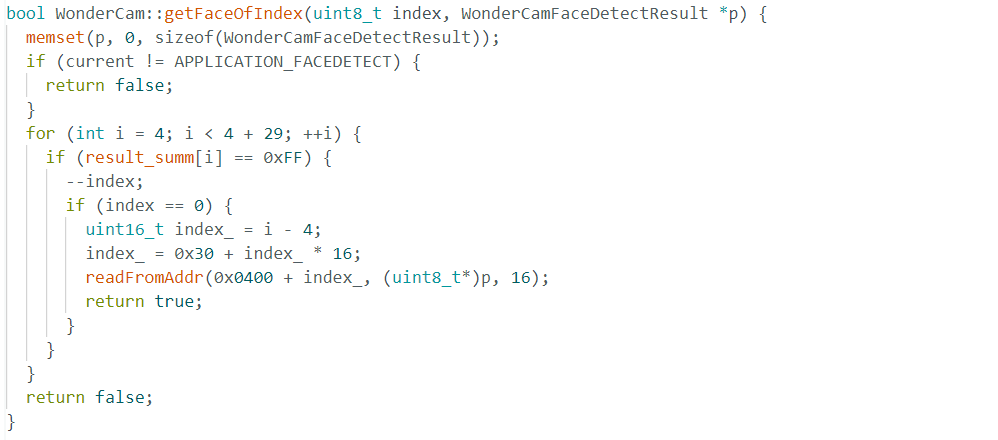 bool WonderCam::getFaceOfIndex(uint8_t index, WonderCamFaceDetectResult *p) {
  memset(p, 0, sizeof(WonderCamFaceDetectResult));
  if (current != APPLICATION_FACEDETECT) {
    return false;
  }
  for (int i = 4; i < 4 + 29; ++i) {
    if (result_summ[i] == 0xFF) {
      --index;
      if (index == 0) {
        uint16_t index_ = i - 4;
        index_ = 0x30 + index_ * 16;
        readFromAddr(0x0400 + index_, (uint8_t*)p, 16);
        return true;
      }
    }
  }
  return false;
}